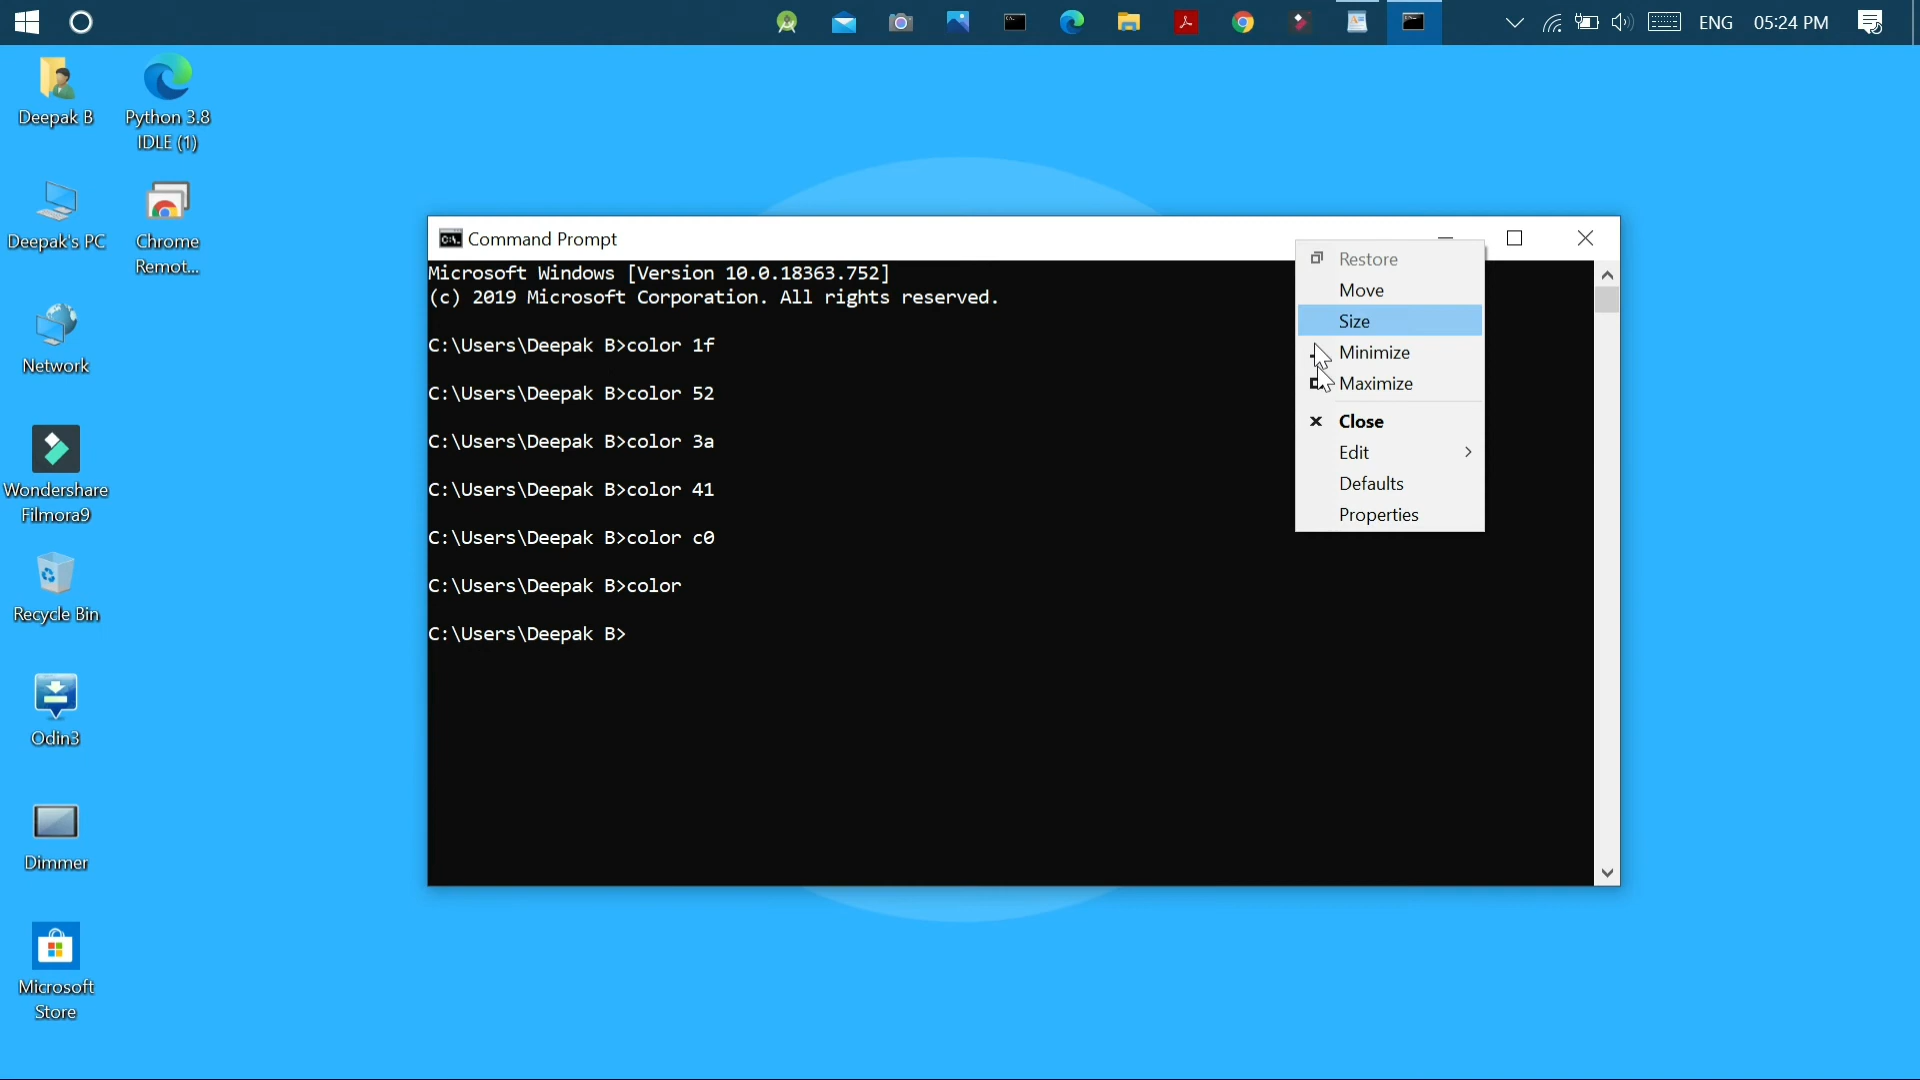 ENG 05:24 PM
Deepak B
Python 3.8
IDLE (1)
Deepak's PC
Chrome
Remot...
Network
Wondershare
Filmora9
Recycle Bin
Odin3
Dimmer
Microsoft
Store
Command Prompt
Microsoft Windows [Version 10.0.18363.752]
(c) 2019 Microsoft Corporation. All rights reserved.
C:\Users\Deepak B>color 1f
C:\Users\Deepak B>color 52
C:\Users\Deepak B>color 3a
C:\Users\Deepak B>color 41
C:\Users\Deepak B>color c0
C:\Users\Deepak B>color
C:\Users\Deepak B>
Restore
Move
Size
Minimize
Maximize
Close
Edit
Defaults
Properties